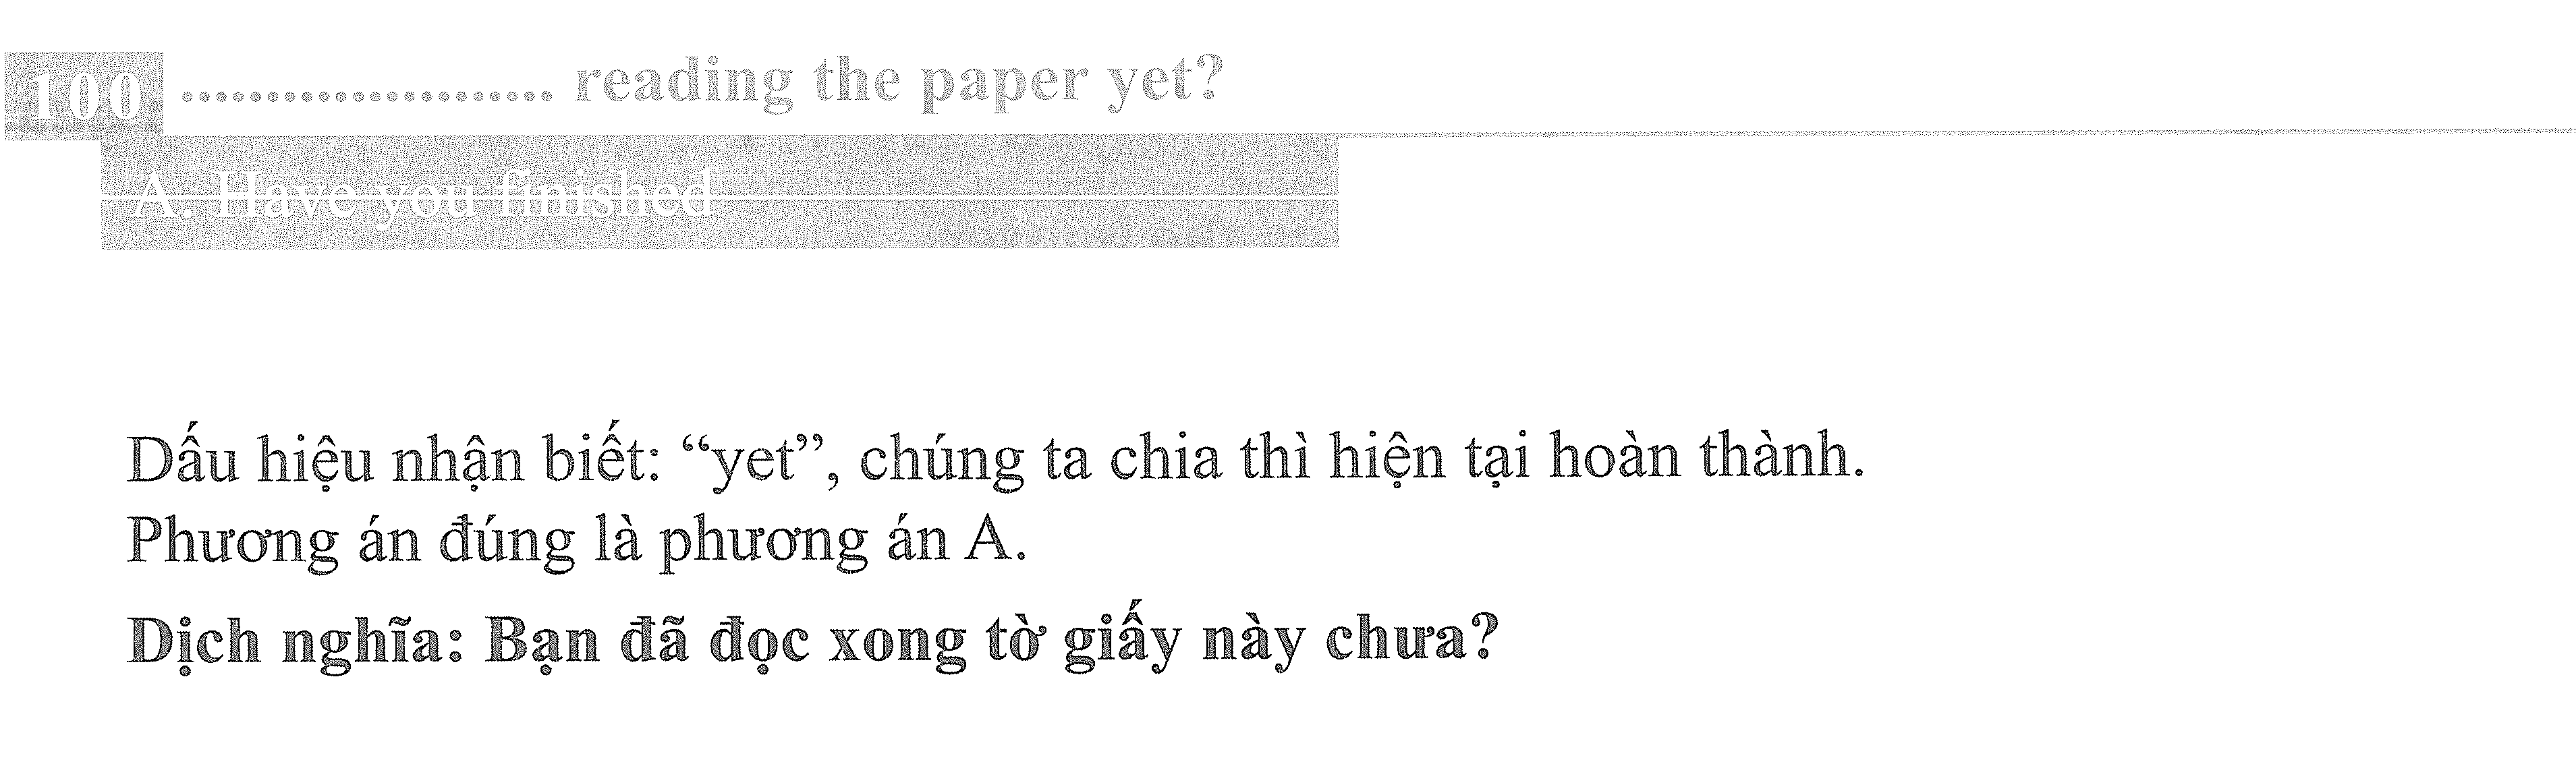 100 ................... reading the paper yet?
A. Have you finished
Dấu hiệu nhận biết: “yet”, chúng ta chia thì hiện tại hoàn thành.
Phương án đúng là phương án A.
Dịch nghĩa: Bạn đã đọc xong tờ giấy này chưa?